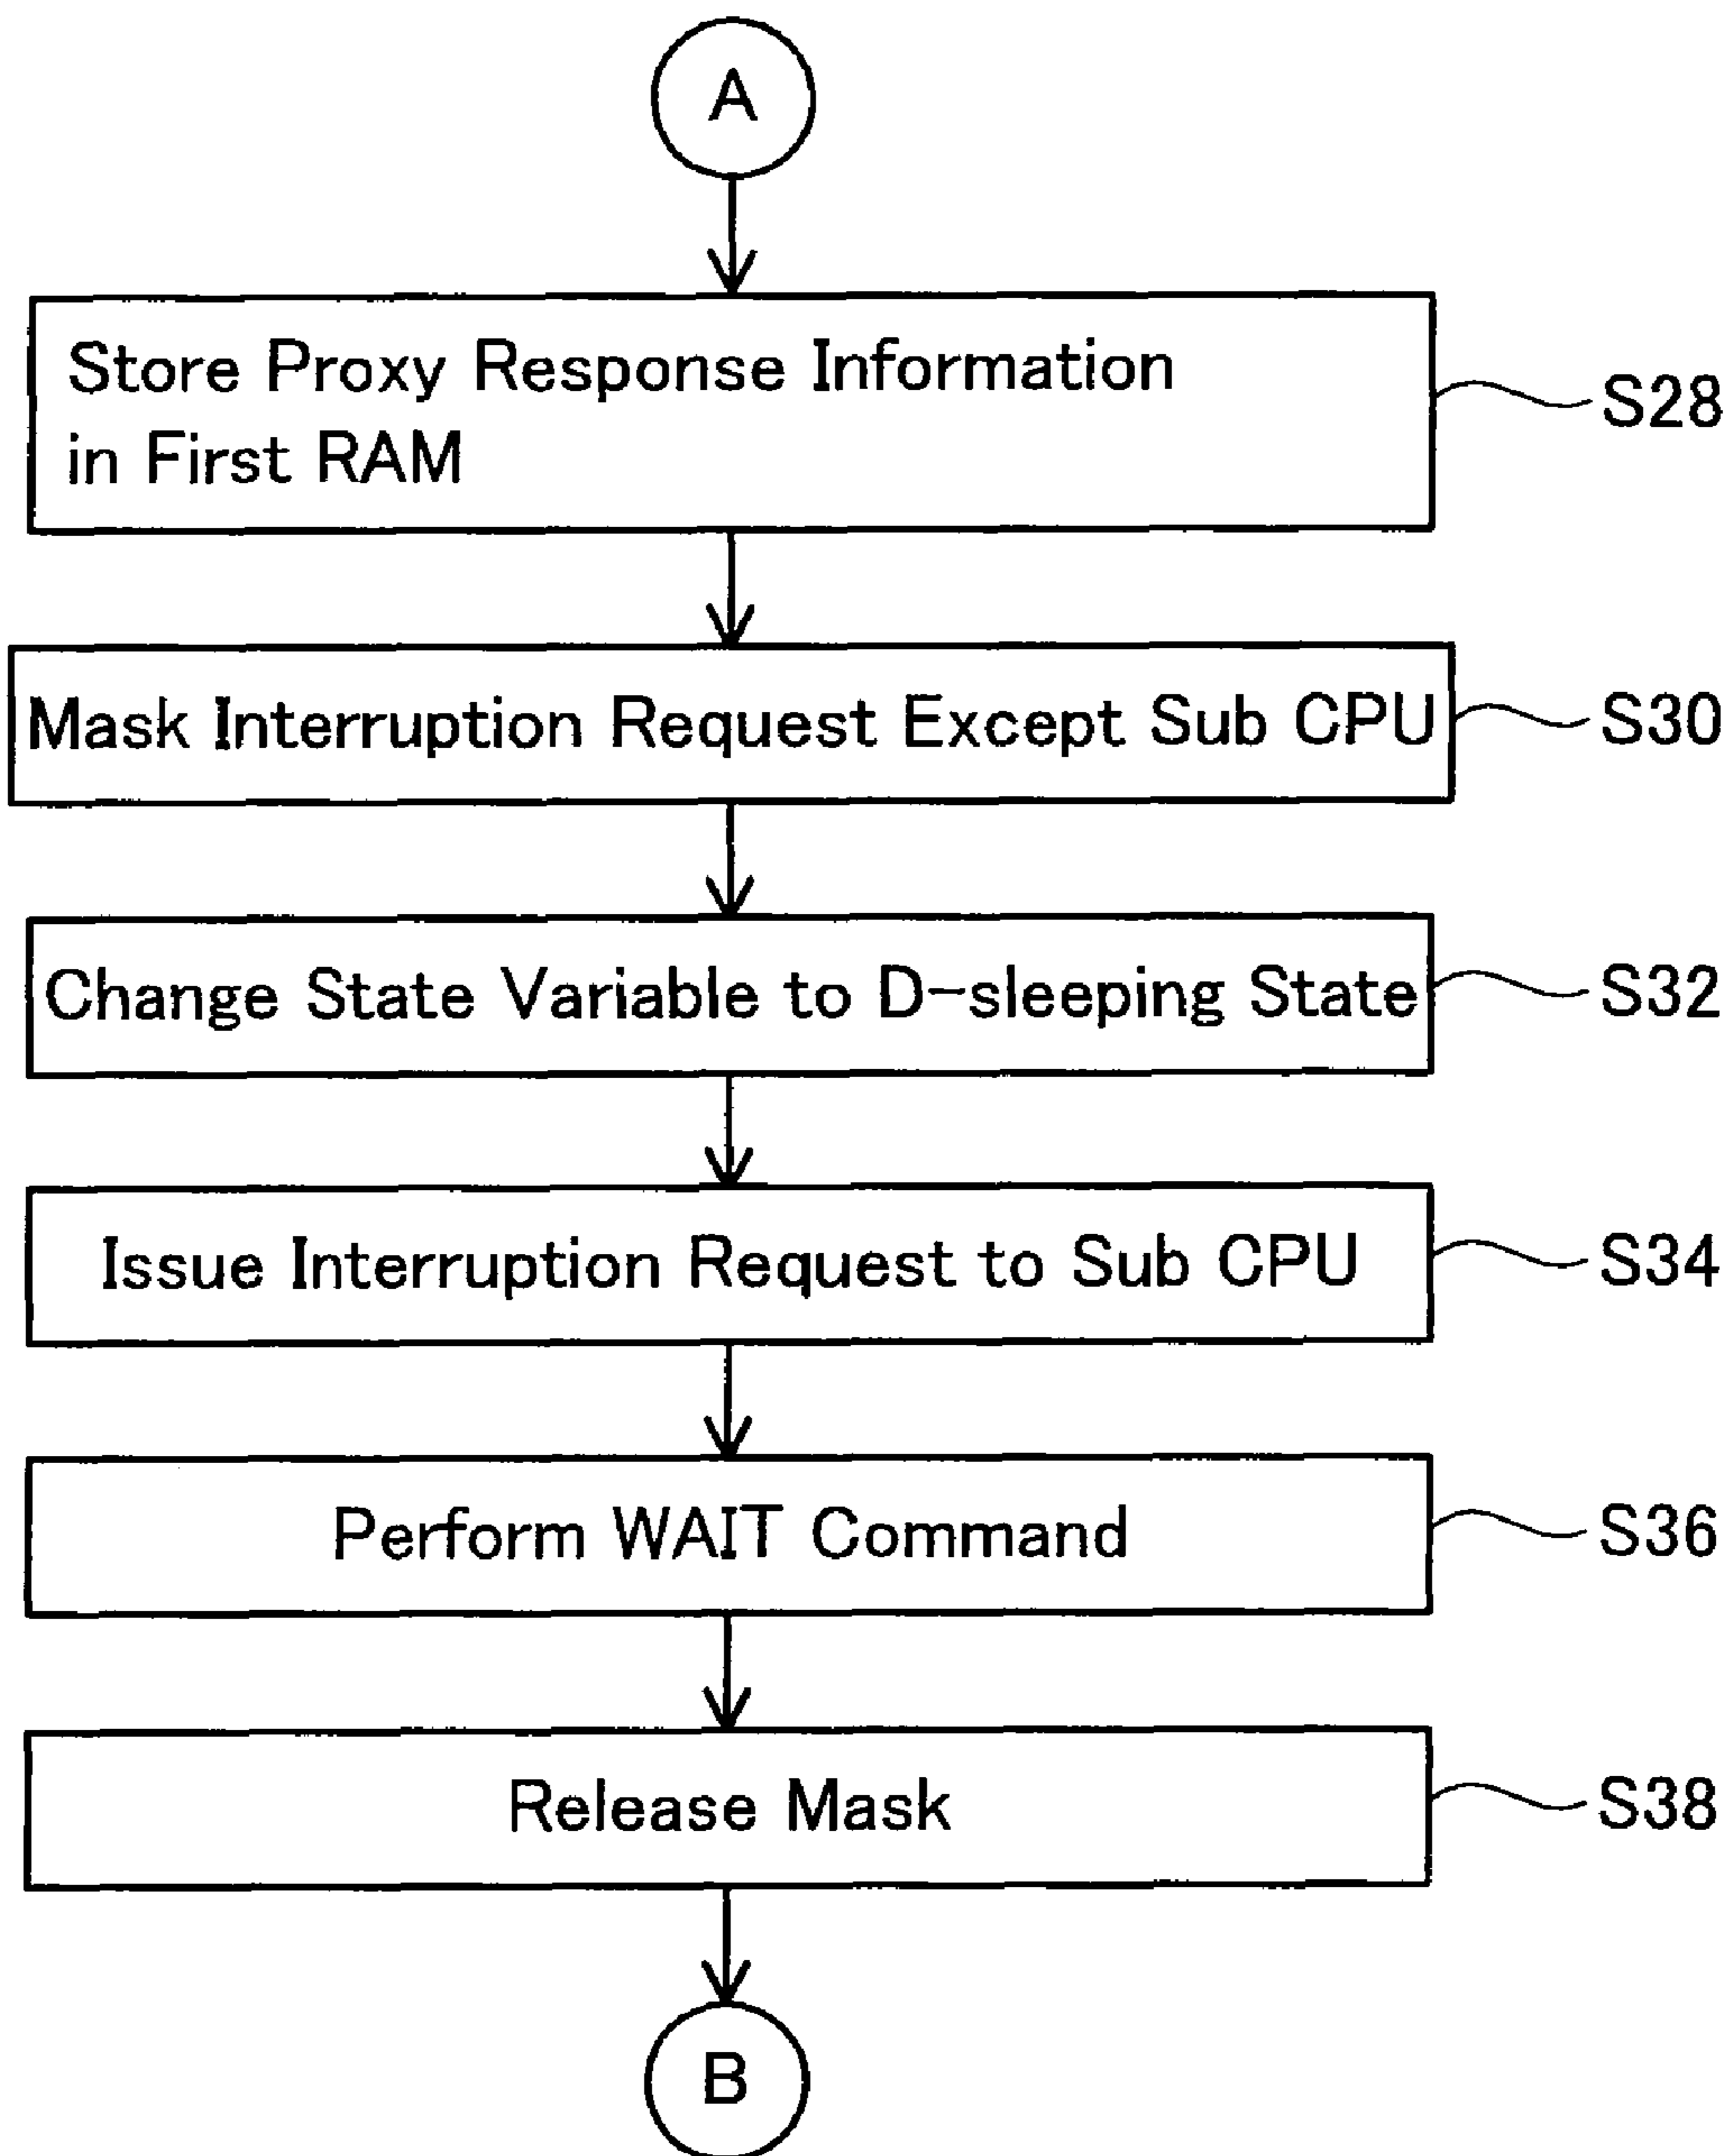 A
Store Proxy Response Information
in First RAM
S28
Mask Interruption Request Except Sub CPU
S30
Change State Variable to D-sleeping State
S32
Issue Interruption Request to Sub CPU
S34
Perform WAIT Command
S36
Release Mask
S38
B